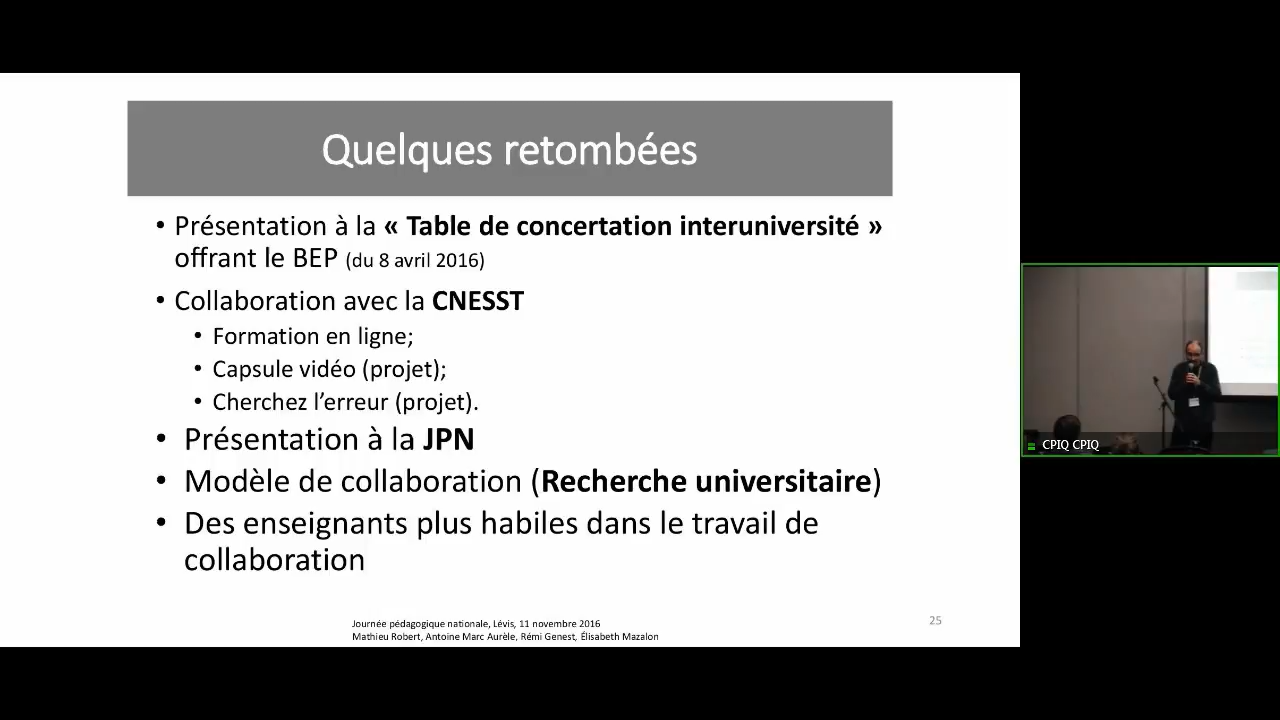 Quelques retombées
• Présentation à la « Table de concertation interuniversité »
offrant le BEP (du 8 avril 2016)
• Collaboration avec la CNESST
• Formation en ligne;
• Capsule vidéo (projet);
• Cherchez l’erreur (projet).
• Présentation à la JPN
• Modèle de collaboration (Recherche universitaire)
• Des enseignants plus habiles dans le travail de
collaboration
Journée pédagogique nationale, Lévis, 11 novembre 2016
Mathieu Robert, Antoine Marc Aurèle, Rémi Genest, Élisabeth Mazalon
25
CPIQ CPIQ